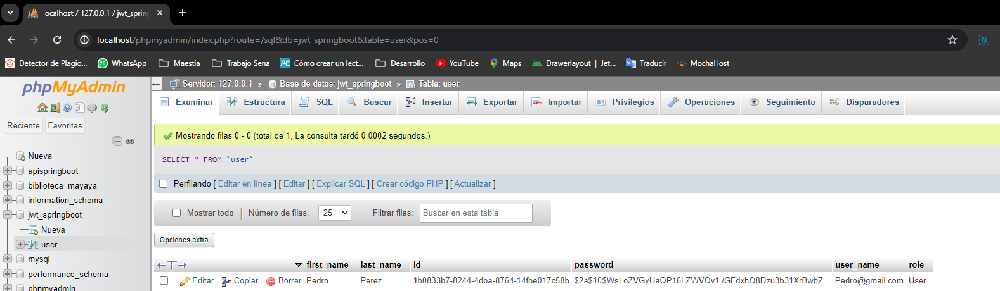 localhost / 127.0.0.1 / jwt_spring
localhost/phpmyadmin/index.php?route=/sql&db=jwt_springboot&table=user&pos=0
Detector de Plagio... WhatsApp Maestia Trabajo Sena Cómo crear un lect... Desarrollo YouTube Maps Drawerlayout | Jet... Traducir MochaHost
phpMyAdmin
Reciente Favoritas
Nueva
apispringboot
biblioteca_mayaya
information_schema
jwt_springboot
Nueva
user
mysql
performance_schema
phpmyadmin
Servidor: 127.0.0.1 » Base de datos: jwt_springboot » Tabla: user
Examinar Estructura SQL Buscar Insertar Exportar Importar Privilegios Operaciones Seguimiento Disparadores
Mostrando filas 0 - 0 (total de 1, La consulta tardó 0,0002 segundos.)
SELECT * FROM `user`
Perfilando [ Editar en línea ] [ Editar ] [ Explicar SQL ] [ Crear código PHP ] [ Actualizar ]
Mostrar todo | Número de filas: 25 Filtrar filas: Buscar en esta tabla
Opciones extra
first_name last_name id password user_name role
Editar Copiar Borrar Pedro Perez 1b0833b7-8244-4dba-8764-14fbe017c58b $2a$10$WsLoZVGyUaQP16LZWVQv1./GFdxhQ8Dzu3b31XrBwbZ... Pedro@gmail.com User